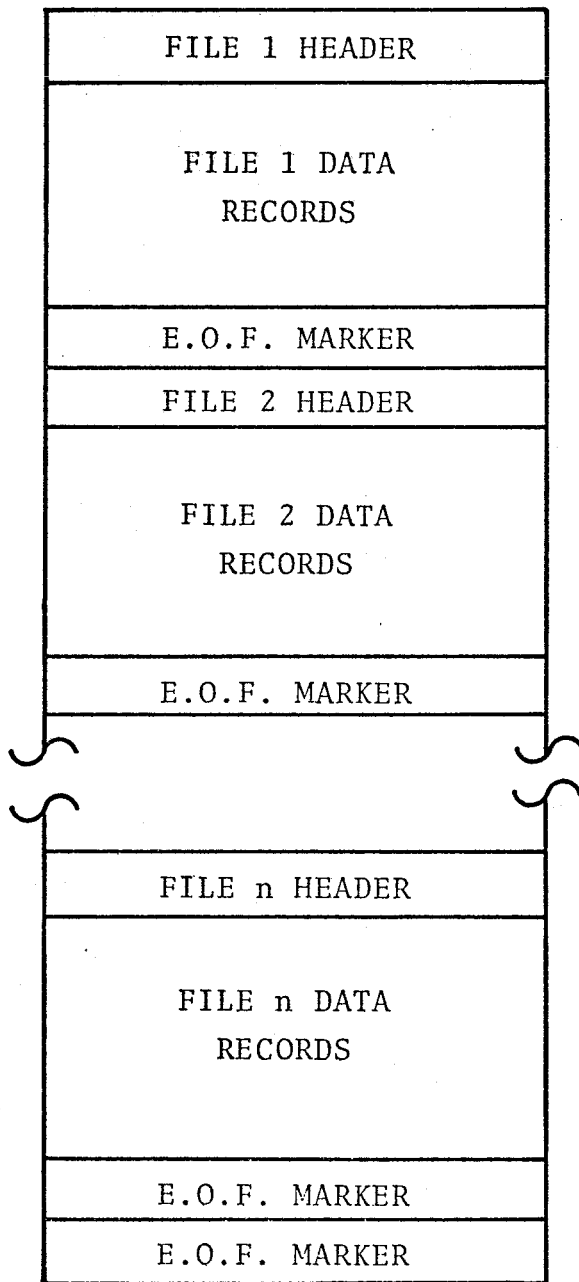 FILE 1 HEADER
FILE 1 DATA
RECORDS
E.O.F. MARKER
FILE 2 HEADER
FILE 2 DATA
RECORDS
E.O.F. MARKER
FILE n HEADER
FILE n DATA
RECORDS
E.O.F. MARKER
E.O.F. MARKER